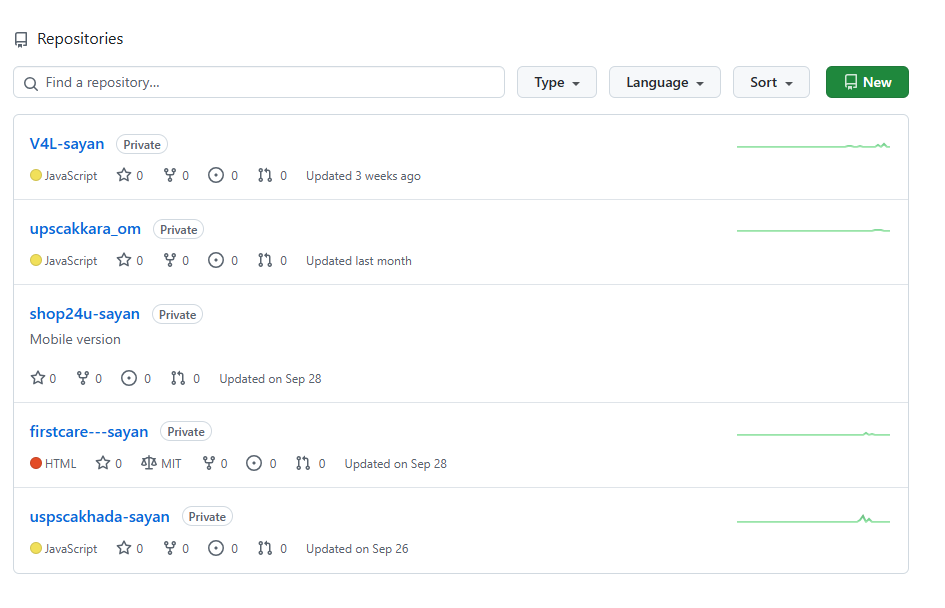 Repositories
Find a repository... Type Language Sort New
V4L-sayan Private
JavaScript 0 0 0 0 Updated 3 weeks ago
upscakkara_om Private
JavaScript 0 0 0 0 Updated last month
shop24u-sayan Private
Mobile version
0 0 0 0 Updated on Sep 28
firstcare---sayan Private
HTML 0 MIT 0 0 0 Updated on Sep 28
uspscakhada-sayan Private
JavaScript 0 0 0 0 Updated on Sep 26